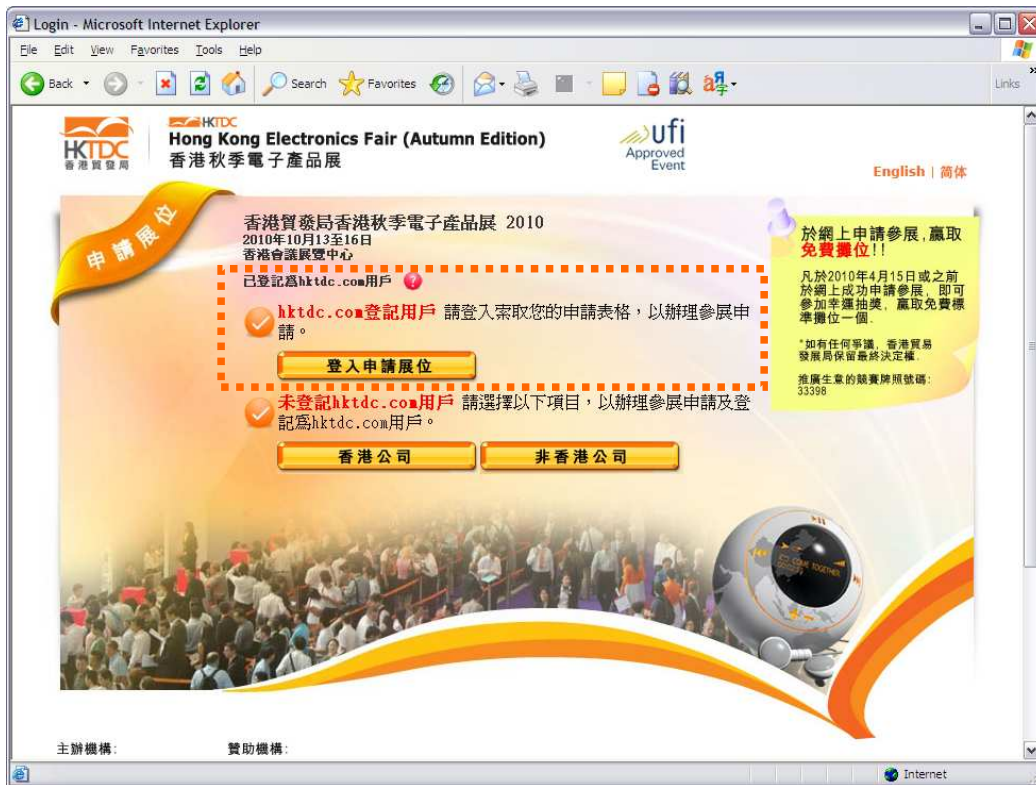 Login - Microsoft Internet Explorer
File Edit View Favorites Tools Help
Back Search Favorites Links »
HKTDC
香港貿發局
HKTDC
Hong Kong Electronics Fair (Autumn Edition)
香港秋季電子產品展
ufi
Approved
Event
English | 简体
申請展位
香港貿發局香港秋季電子產品展 2010
2010年10月13至16日
香港會議展覽中心
已登記為hktdc.com用戶 ?
hktdc.com登記用戶 請登入索取您的申請表格，以辦理參展申
請。
登入申請展位
未登記hktdc.com用戶 請選擇以下項目，以辦理參展申請及登
記為hktdc.com用戶。
香港公司 非香港公司
於網上申請參展,贏取
免費攤位!!
凡於2010年4月15日或之前
於網上成功申請參展，即可
參加幸運抽獎，贏取免費標
準攤位一個.
*如有任何爭議，香港貿易
發展局保留最終決定權.
推廣生意的競賽牌照號碼:
33398
COME TOGETHER
主辦機構:	贊助機構:
Internet